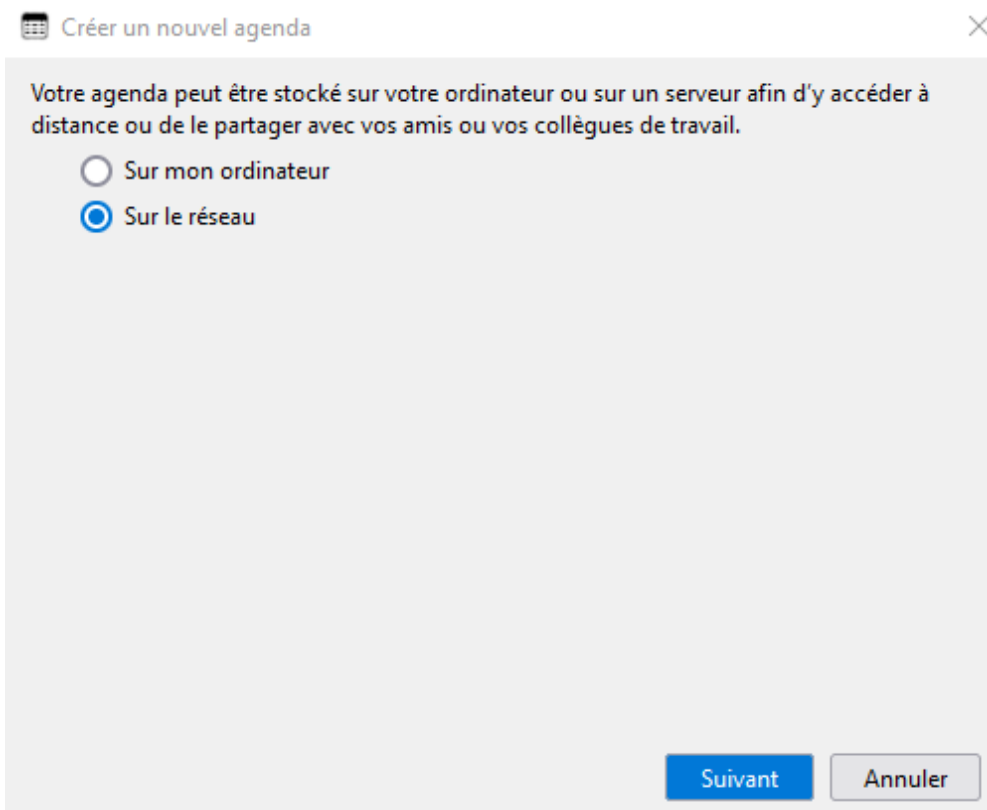 Créer un nouvel agenda
Votre agenda peut être stocké sur votre ordinateur ou sur un serveur afin d’y accéder à
distance ou de le partager avec vos amis ou vos collègues de travail.
Sur mon ordinateur
Sur le réseau
Suivant
Annuler